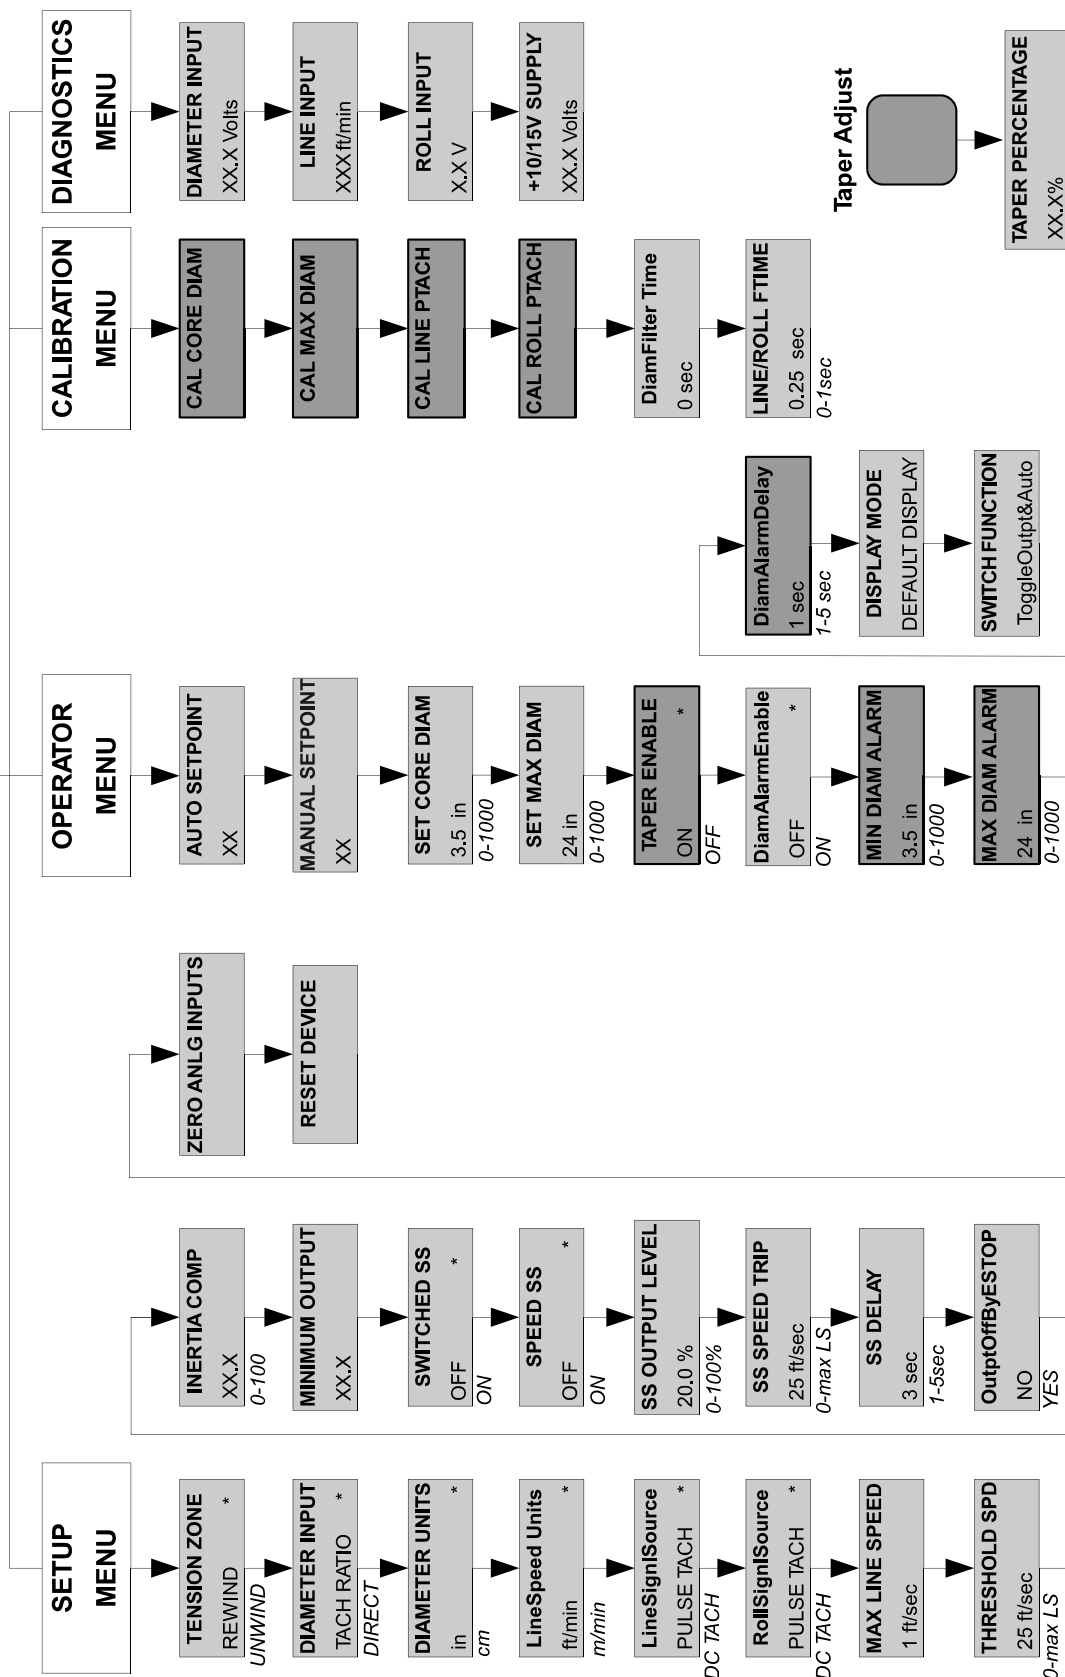 SETUP
MENU
TENSION ZONE
REWIND *
UNWIND
DIAMETER INPUT
TACH RATIO *
DIRECT
DIAMETER UNITS
in *
cm
LineSpeed Units
ft/min *
m/min
LineSignlSource
PULSE TACH *
DC TACH
RollSignlSource
PULSE TACH *
DC TACH
MAX LINE SPEED
1 ft/sec
THRESHOLD SPD
25 ft/sec
0-max LS
INERTIA COMP
XX.X
0-100
MINIMUM OUTPUT
XX.X
SWITCHED SS
OFF *
ON
SPEED SS
OFF *
ON
SS OUTPUT LEVEL
20.0 %
0-100%
SS SPEED TRIP
25 ft/sec
0-max LS
SS DELAY
3 sec
1-5sec
OutptOffByESTOP
NO
YES
ZERO ANLG INPUTS
RESET DEVICE
OPERATOR
MENU
AUTO SETPOINT
XX
MANUAL SETPOINT
XX
SET CORE DIAM
3.5 in
0-1000
SET MAX DIAM
24 in
0-1000
TAPER ENABLE
ON *
OFF
DiamAlarmEnable
OFF *
ON
MIN DIAM ALARM
3.5 in
0-1000
MAX DIAM ALARM
24 in
0-1000
DiamAlarmDelay
1 sec
1-5 sec
DISPLAY MODE
DEFAULT DISPLAY
SWITCH FUNCTION
ToggleOutpt&Auto
CALIBRATION
MENU
CAL CORE DIAM
CAL MAX DIAM
CAL LINE PTACH
CAL ROLL PTACH
DiamFilter Time
0 sec
LINE/ROLL FTIME
0.25 sec
0-1sec
DIAGNOSTICS
MENU
DIAMETER INPUT
XX.X Volts
LINE INPUT
XXX ft/min
ROLL INPUT
X.X V
+10/15V SUPPLY
XX.X Volts
Taper Adjust
TAPER PERCENTAGE
XX.X%